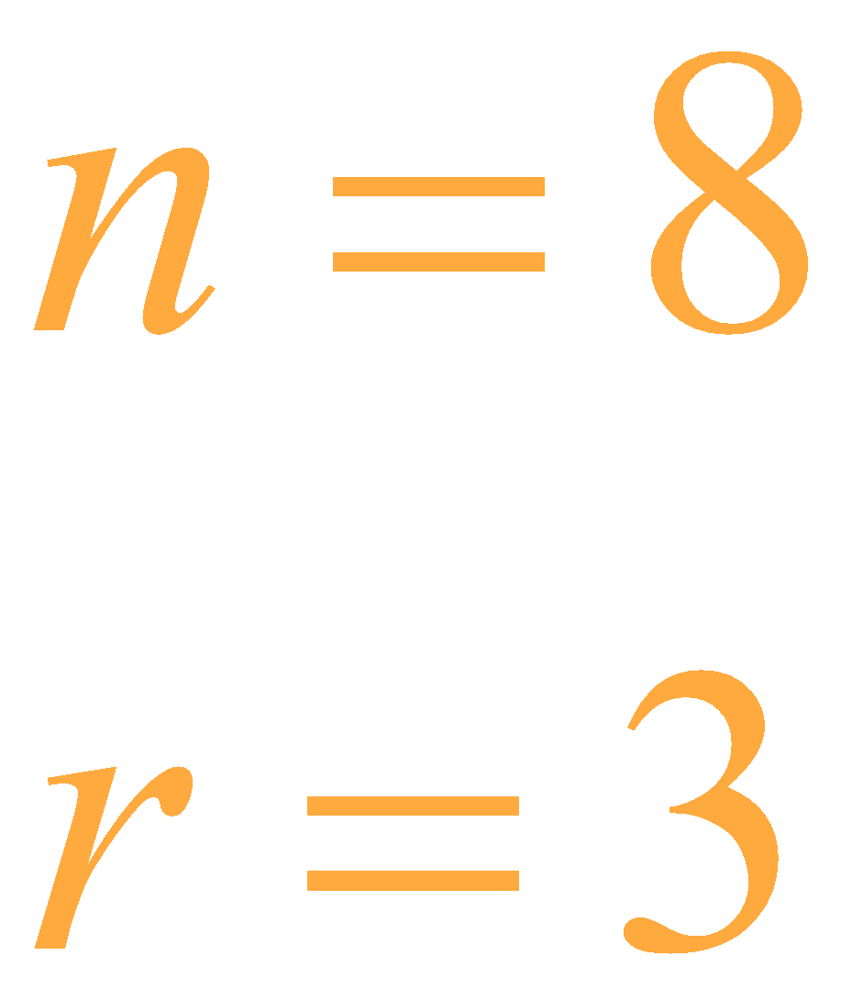 n = 8
r = 3